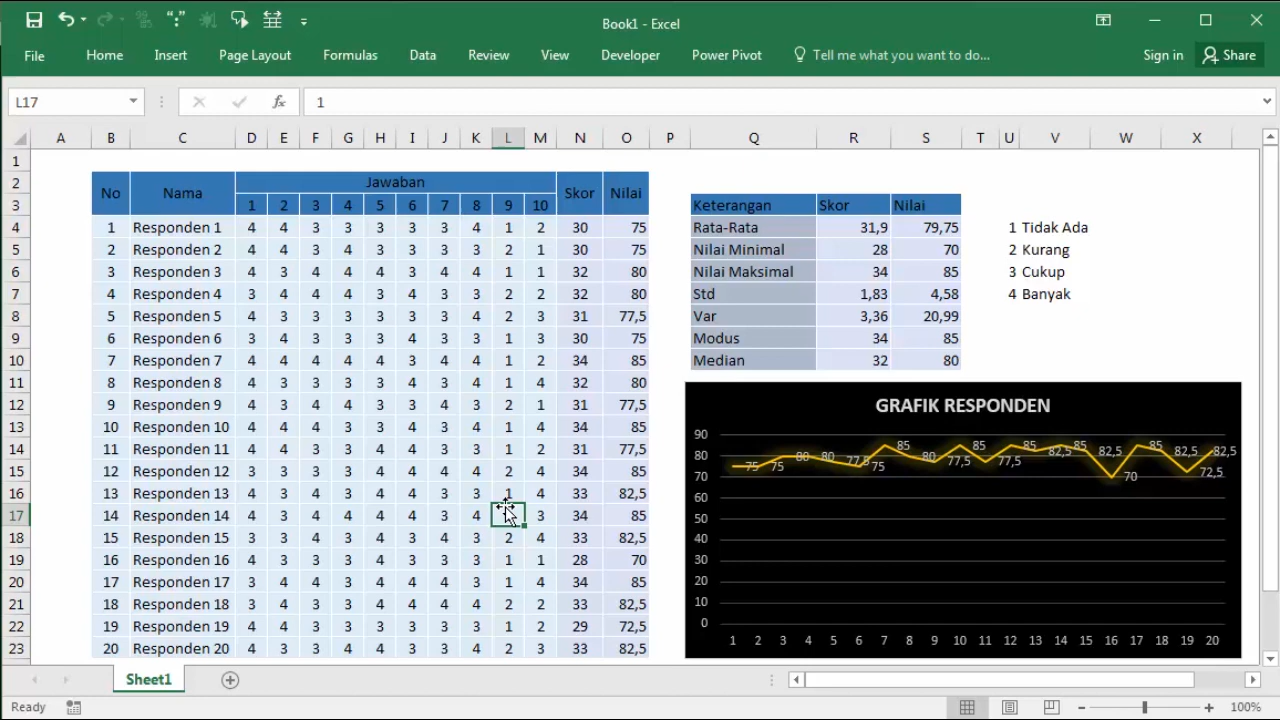 Book1 - Excel
File Home Insert Page Layout Formulas Data Review View Developer Power Pivot Tell me what you want to do... Sign in Share
L17 fx 1
A B C D E F G H I J K L M N O P Q R S T U V W X
1
2 No Nama Jawaban Skor Nilai
3 1 2 3 4 5 6 7 8 9 10 Keterangan Skor Nilai
4 1 Responden 1 4 4 3 3 3 3 3 4 1 2 30 75 Rata-Rata 31,9 79,75 1 Tidak Ada
5 2 Responden 2 4 4 3 3 3 3 4 3 2 1 30 75 Nilai Minimal 28 70 2 Kurang
6 3 Responden 3 4 3 4 4 3 4 4 4 1 1 32 80 Nilai Maksimal 34 85 3 Cukup
7 4 Responden 4 3 4 4 4 3 4 3 3 2 2 32 80 Std 1,83 4,58 4 Banyak
8 5 Responden 5 4 3 3 3 3 4 3 3 2 3 31 77,5 Var 3,36 20,99
9 6 Responden 6 3 4 3 3 4 3 3 3 1 3 30 75 Modus 34 85
10 7 Responden 7 4 4 4 4 3 4 4 4 1 2 34 85 Median 32 80
11 8 Responden 8 4 3 3 3 3 4 3 4 1 4 32 80
12 9 Responden 9 4 3 4 4 3 3 4 3 2 1 31 77,5
13 10 Responden 10 4 3 4 4 3 4 3 4 1 4 34 85
14 11 Responden 11 4 3 4 3 4 4 3 3 1 2 31 77,5
15 12 Responden 12 3 3 4 3 3 4 4 4 2 4 34 85
16 13 Responden 13 4 3 4 3 4 4 3 3 1 4 33 82,5
17 14 Responden 14 4 3 4 4 4 4 3 4 3 34 85
18 15 Responden 15 3 3 4 3 4 4 3 3 2 4 33 82,5
19 16 Responden 16 4 3 3 3 3 3 4 3 1 1 28 70
20 17 Responden 17 3 4 4 3 4 4 4 3 1 4 34 85
21 18 Responden 18 3 4 3 3 4 4 4 4 2 2 33 82,5
22 19 Responden 19 4 4 3 3 3 3 3 3 1 2 29 72,5
23 20 Responden 20 4 3 3 4 4 3 4 3 2 3 33 82,5
GRAFIK RESPONDEN
90
80
70
60
50
40
30
20
10
0
75 75 80 80 77,5 75 85 80 77,5 85 77,5 85 82,5 85 82,5 70 85 82,5 72,5 82,5
1 2 3 4 5 6 7 8 9 10 11 12 13 14 15 16 17 18 19 20
Sheet1
Ready 100%